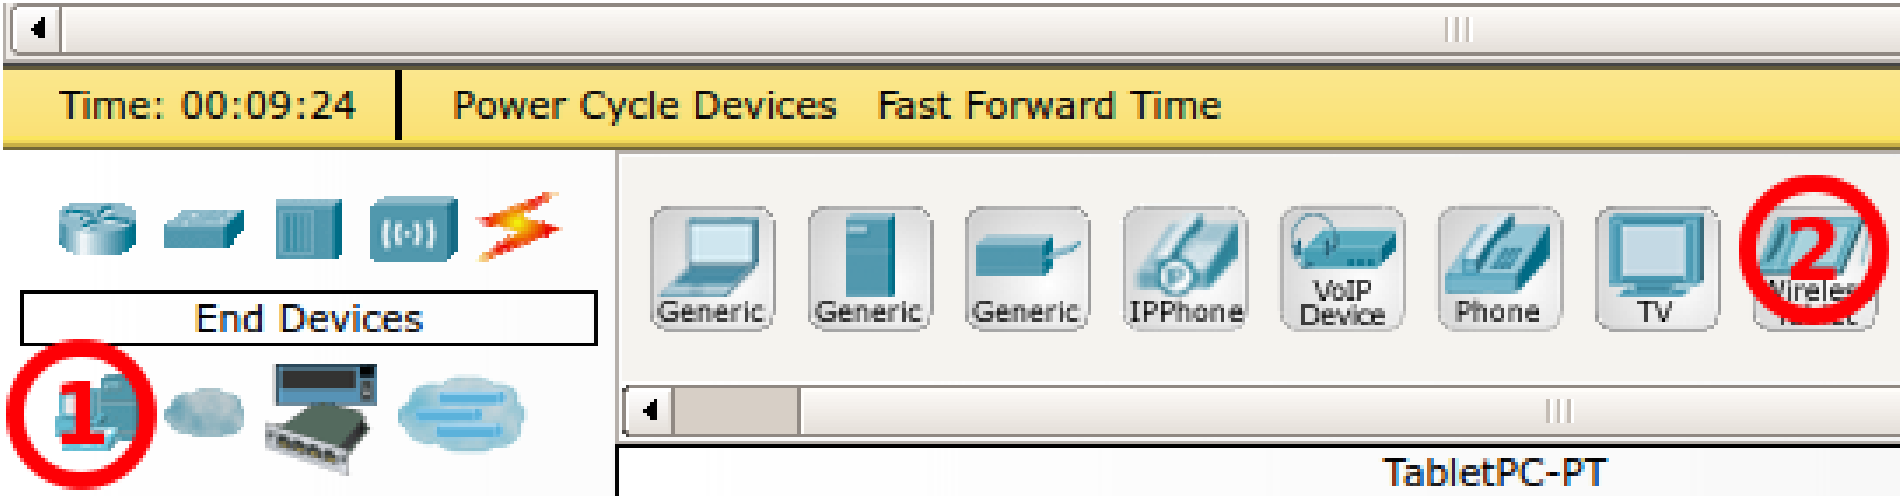 Time: 00:09:24
Power Cycle Devices Fast Forward Time
End Devices
1
Generic
Generic
Generic
IPPhone
VoIP
Device
Phone
TV
2
TabletPC-PT